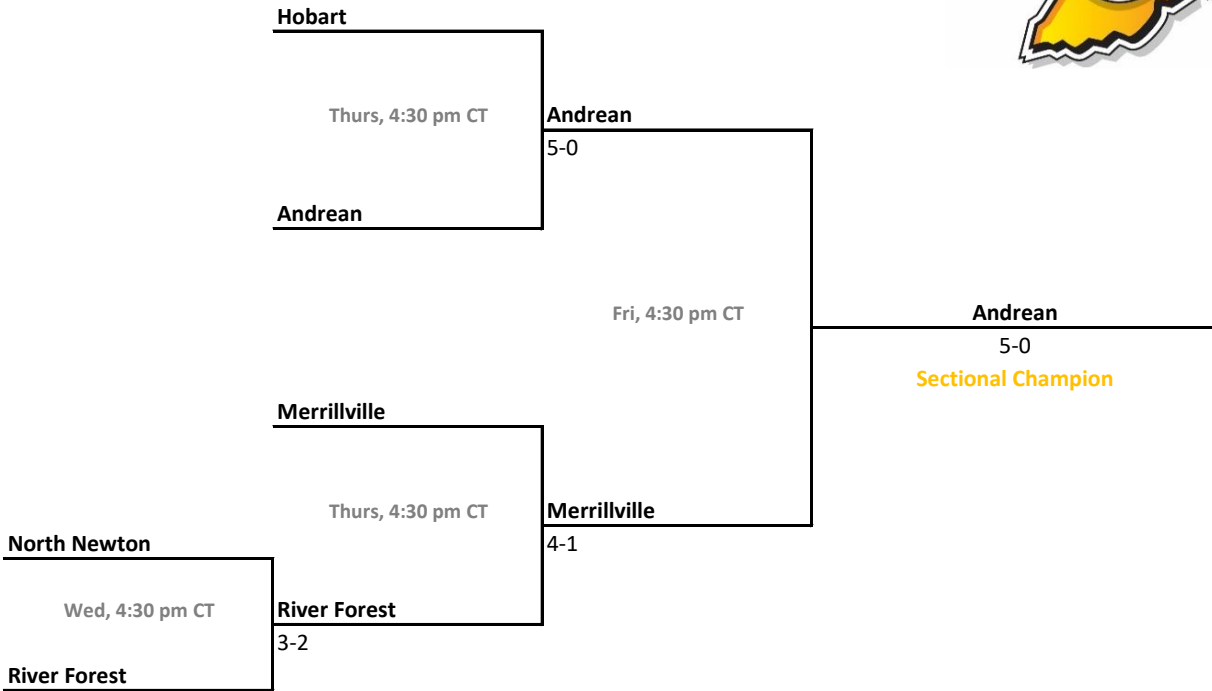 Hobart
Thurs, 4:30 pm CT
Andrean
5-0
Andrean
Fri, 4:30 pm CT
Andrean
5-0
Sectional Champion
Merrillville
Thurs, 4:30 pm CT
Merrillville
4-1
North Newton
Wed, 4:30 pm CT
River Forest
3-2
River Forest